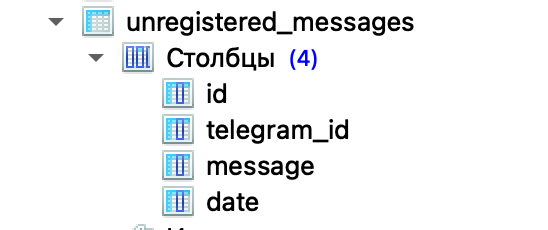 unregistered_messages
Столбцы (4)
id
telegram_id
message
date